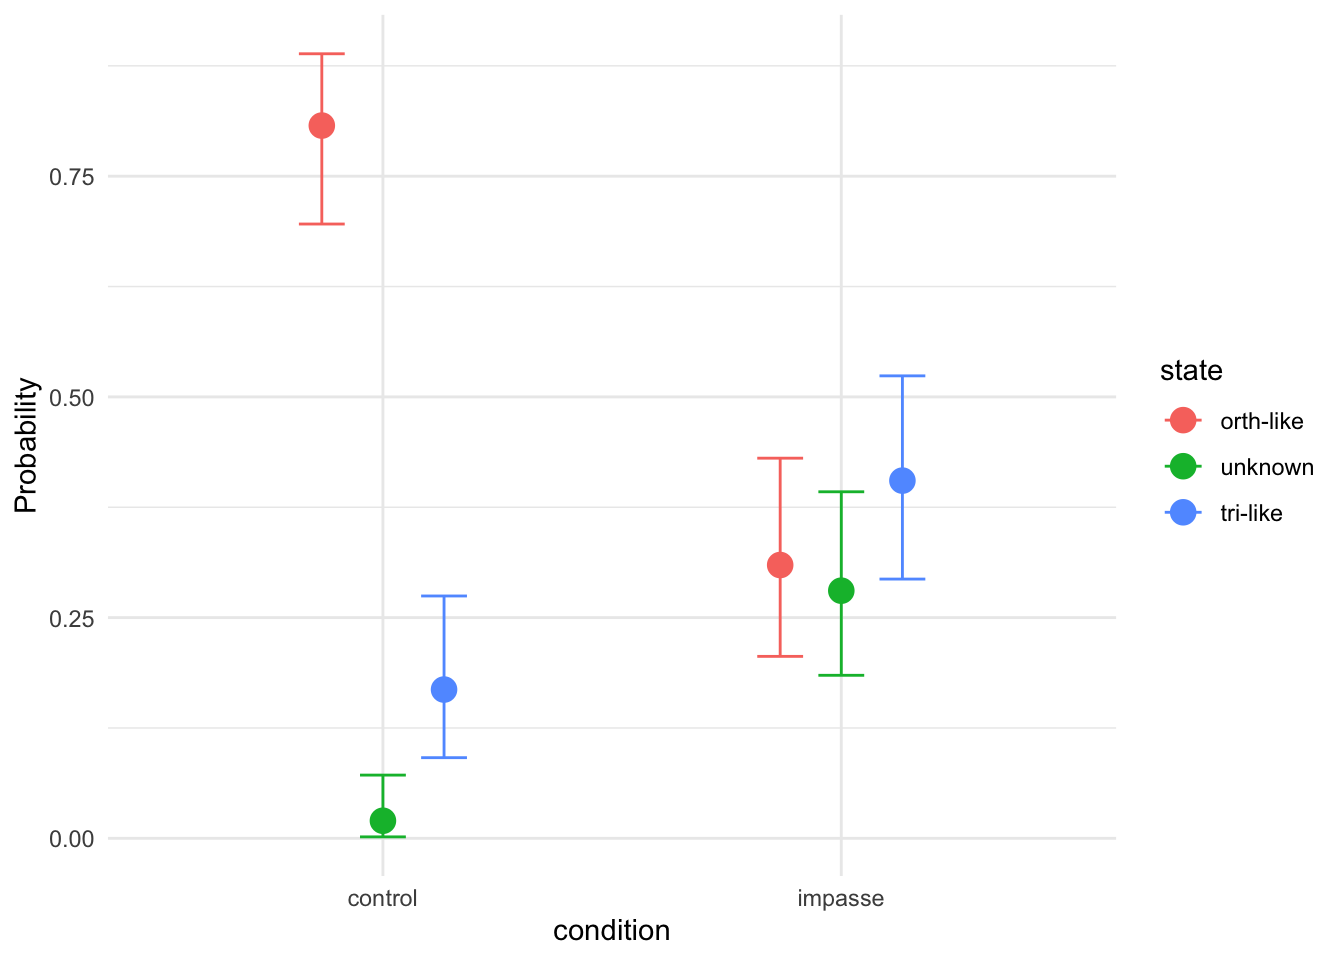 0.75
0.50
0.25
0.00
Probability
control
impasse
condition
state
orth-like
unknown
tri-like